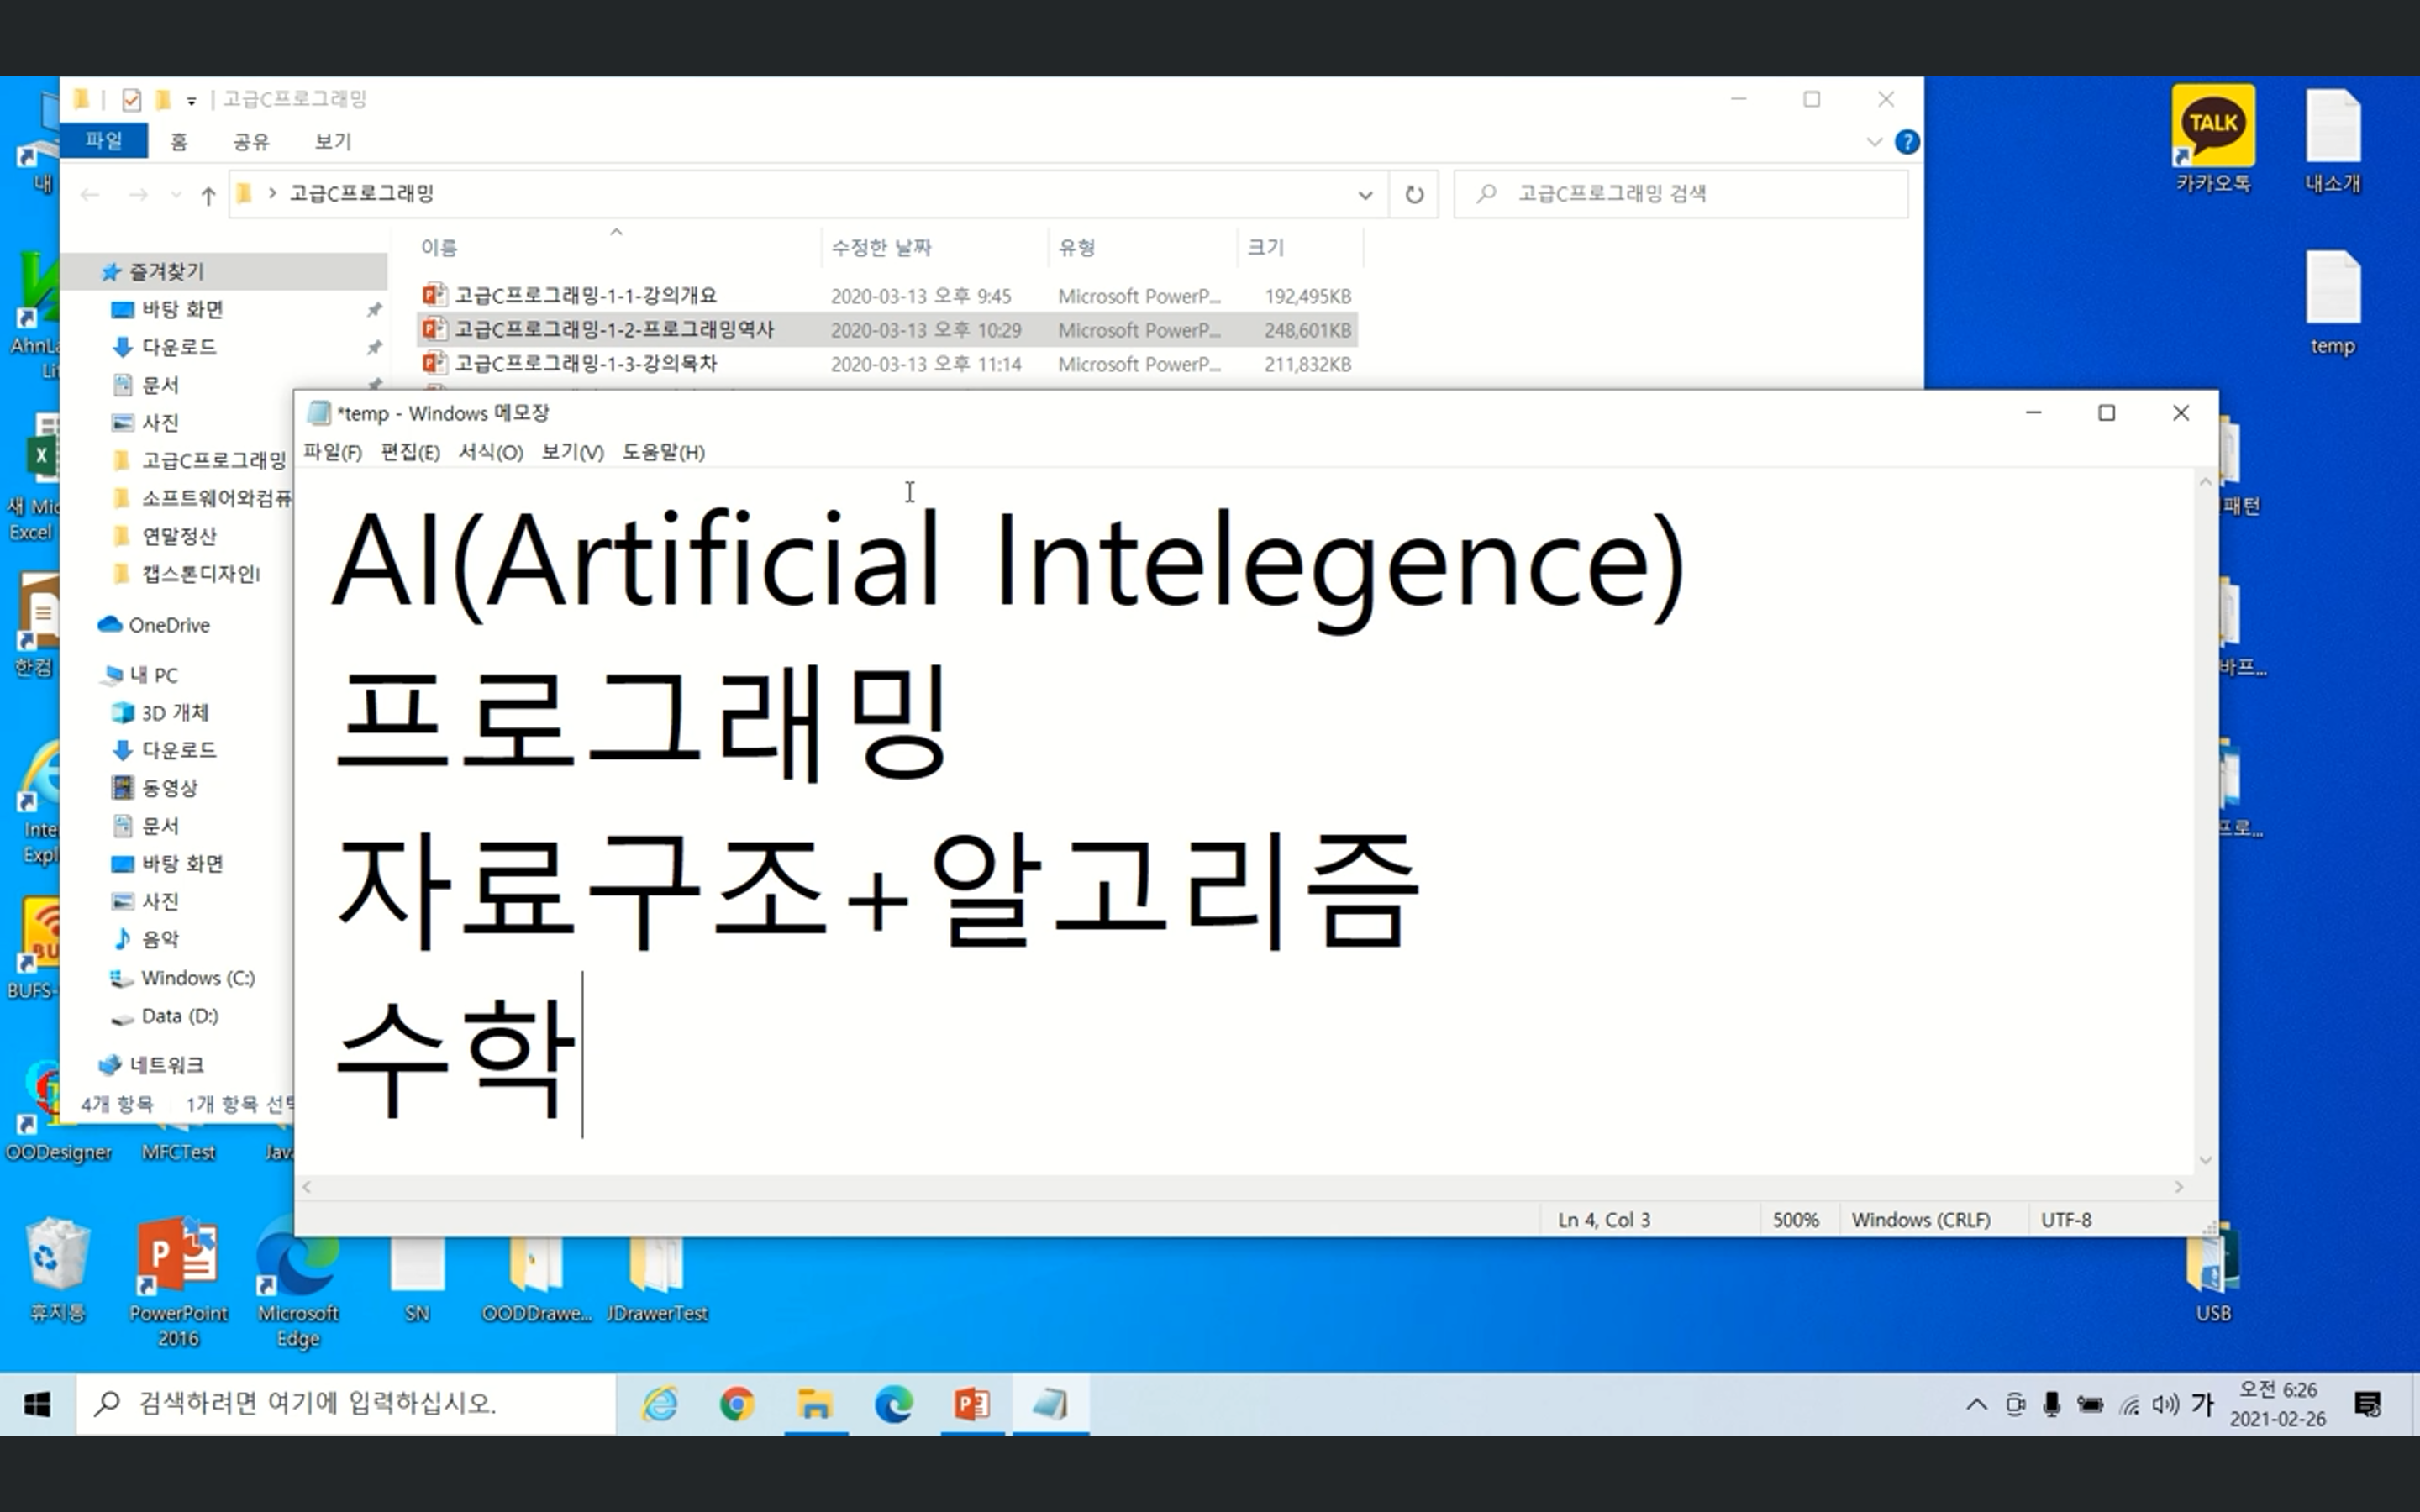 고급C프로그래밍
파일 홈 공유 보기
고급C프로그래밍
고급C프로그래밍 검색
이름 수정한 날짜 유형 크기
고급C프로그래밍-1-1-강의개요 2020-03-13 오후 9:45 Microsoft PowerP... 192,495KB
고급C프로그래밍-1-2-프로그래밍역사 2020-03-13 오후 10:29 Microsoft PowerP... 248,601KB
고급C프로그래밍-1-3-강의목차 2020-03-13 오후 11:14 Microsoft PowerP... 211,832KB
즐겨찾기
바탕 화면
다운로드
문서
사진
고급C프로그래밍
소프트웨어와컴퓨
연말정산
캡스톤디자인I
OneDrive
내 PC
3D 개체
다운로드
동영상
문서
바탕 화면
사진
음악
Windows (C:)
Data (D:)
네트워크
4개 항목 1개 항목 선택
*temp - Windows 메모장
파일(F) 편집(E) 서식(O) 보기(V) 도움말(H)
AI(Artificial Intelegence)
프로그래밍
자료구조+알고리즘
수학
Ln 4, Col 3 500% Windows (CRLF) UTF-8
내
AhnLa
Lit
새 Mic
Excel
한컴
Inte
Expl
BUFS-
OODesigner MFCTest Java
휴지통
PowerPoint
2016
Microsoft
Edge
SN
OODDrawe...
JDrawerTest
TALK
카카오톡
내소개
temp
패턴
바프...
프로...
USB
검색하려면 여기에 입력하십시오.
가
오전 6:26
2021-02-26